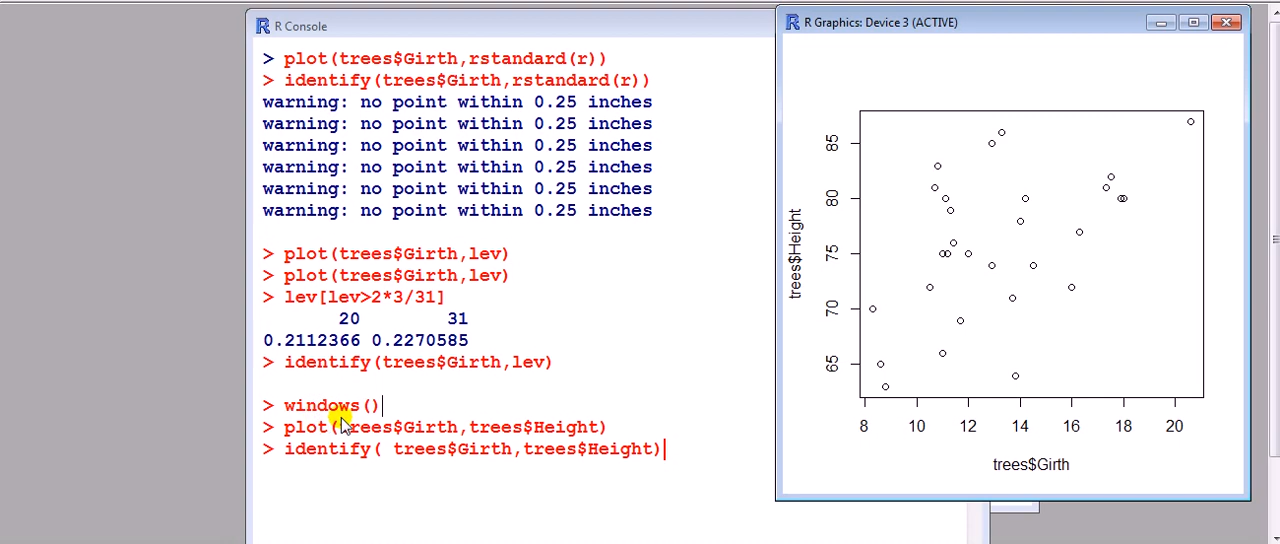 R Console
> plot(trees$Girth,rstandard(r))
> identify(trees$Girth,rstandard(r))
warning: no point within 0.25 inches
warning: no point within 0.25 inches
warning: no point within 0.25 inches
warning: no point within 0.25 inches
warning: no point within 0.25 inches
warning: no point within 0.25 inches
> plot(trees$Girth,lev)
> plot(trees$Girth,lev)
> lev[lev>2*3/31]
20 31
0.2112366 0.2270585
> identify(trees$Girth,lev)
> windows()
> plot(trees$Girth,trees$Height)
> identify( trees$Girth,trees$Height)
R Graphics: Device 3 (ACTIVE)
trees$Height
85
80
75
70
65
8 10 12 14 16 18 20
trees$Girth